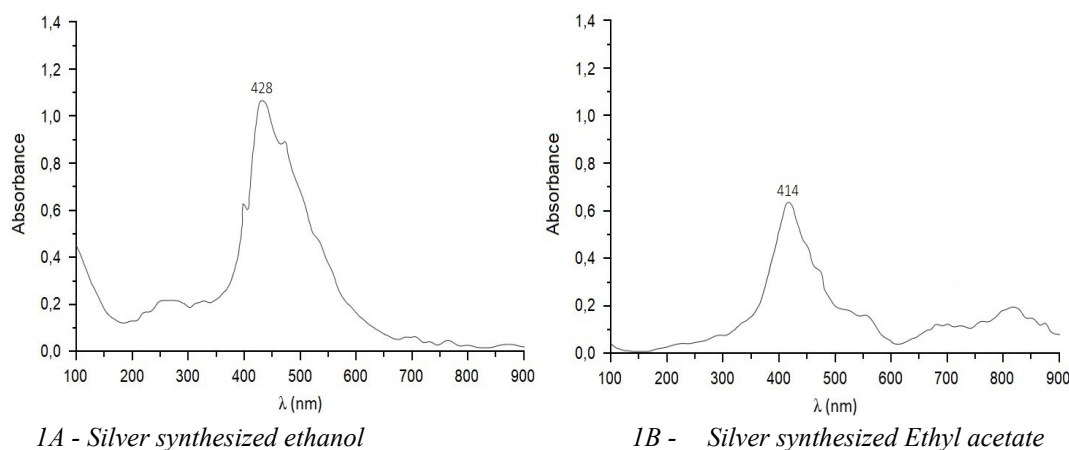 1,4
1,2
1,0
0,8
0,6
0,4
0,2
0,0
Absorbance
428
100 200 300 400 500 600 700 800 900
λ (nm)
1A - Silver synthesized ethanol
1,4
1,2
1,0
0,8
0,6
0,4
0,2
0,0
Absorbance
414
100 200 300 400 500 600 700 800 900
λ (nm)
1B - Silver synthesized Ethyl acetate